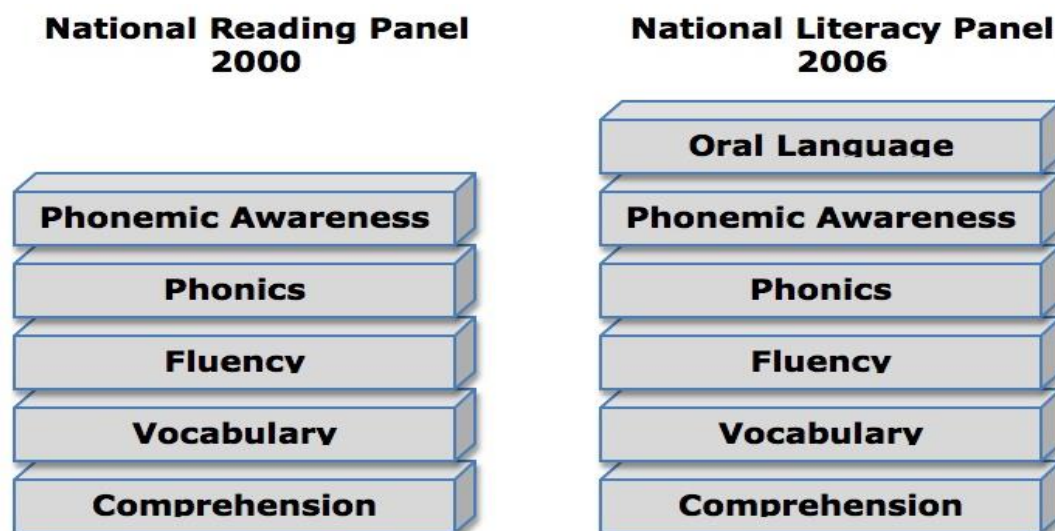 National Reading Panel
2000
Phonemic Awareness
Phonics
Fluency
Vocabulary
Comprehension
National Literacy Panel
2006
Oral Language
Phonemic Awareness
Phonics
Fluency
Vocabulary
Comprehension